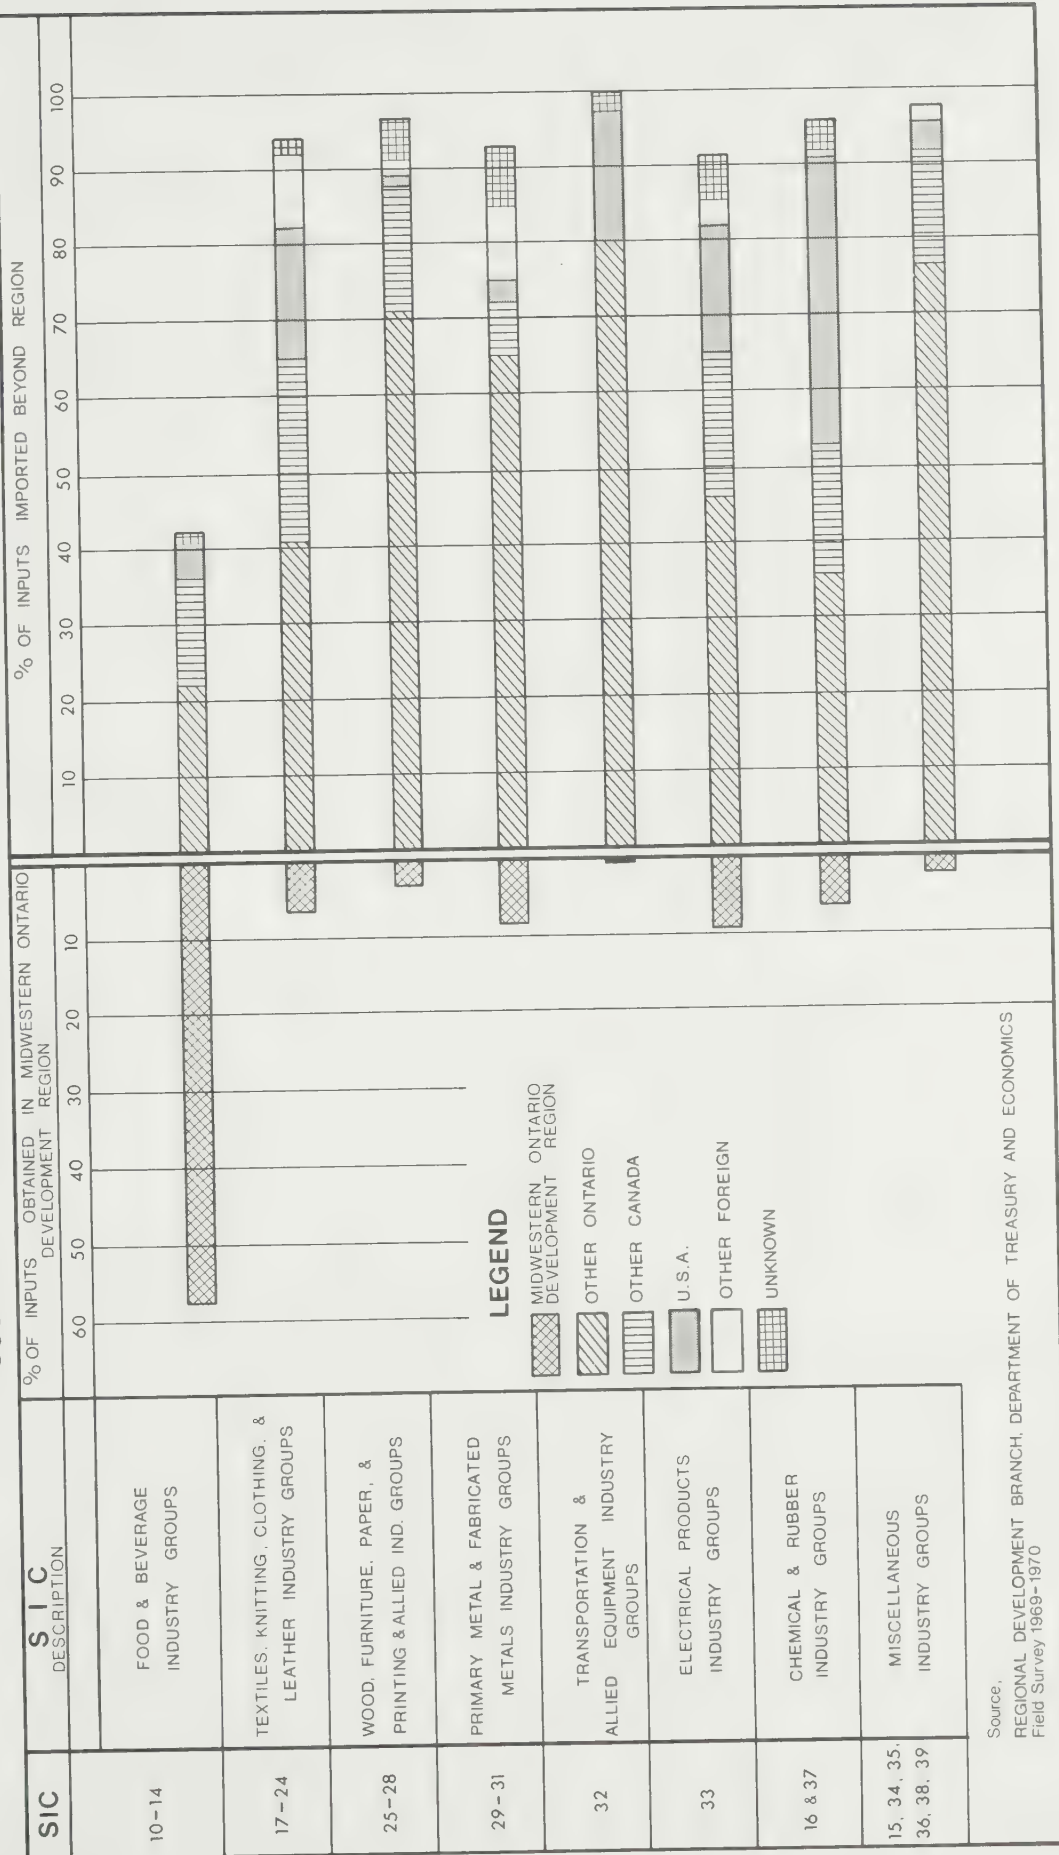 SIC
S I C
DESCRIPTION
% OF INPUTS OBTAINED IN MIDWESTERN ONTARIO
DEVELOPMENT REGION
% OF INPUTS IMPORTED BEYOND REGION
60 50 40 30 20 10
10 20 30 40 50 60 70 80 90 100
10-14
FOOD & BEVERAGE
INDUSTRY GROUPS
17-24
TEXTILES. KNITTING. CLOTHING. &
LEATHER INDUSTRY GROUPS
25-28
WOOD. FURNITURE. PAPER, &
PRINTING & ALLIED IND. GROUPS
29-31
PRIMARY METAL & FABRICATED
METALS INDUSTRY GROUPS
32
TRANSPORTATION &
ALLIED EQUIPMENT INDUSTRY
GROUPS
33
ELECTRICAL PRODUCTS
INDUSTRY GROUPS
16 & 37
CHEMICAL & RUBBER
INDUSTRY GROUPS
15. 34. 35.
36. 38. 39
MISCELLANEOUS
INDUSTRY GROUPS
LEGEND
MIDWESTERN ONTARIO
DEVELOPMENT REGION
OTHER ONTARIO
OTHER CANADA
U.S.A.
OTHER FOREIGN
UNKNOWN
Source,
REGIONAL DEVELOPMENT BRANCH, DEPARTMENT OF TREASURY AND ECONOMICS
Field Survey 1969-1970